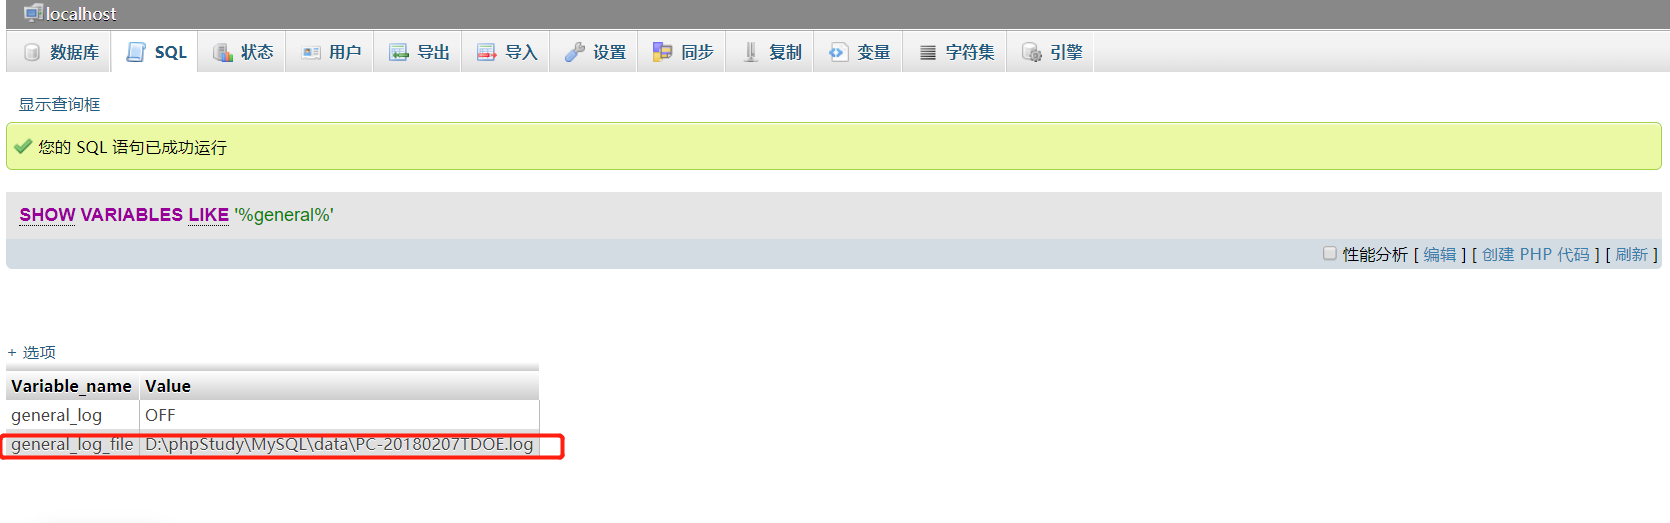 localhost
数据库 SQL 状态 用户 导出 导入 设置 同步 复制 变量 字符集 引擎
显示查询框
您的 SQL 语句已成功运行
SHOW VARIABLES LIKE '%general%'
性能分析 [ 编辑 ] [ 创建 PHP 代码 ] [ 刷新 ]
+ 选项
Variable_name Value
general_log OFF
general_log_file D:\phpStudy\MySQL\data\PC-20180207TDOE.log